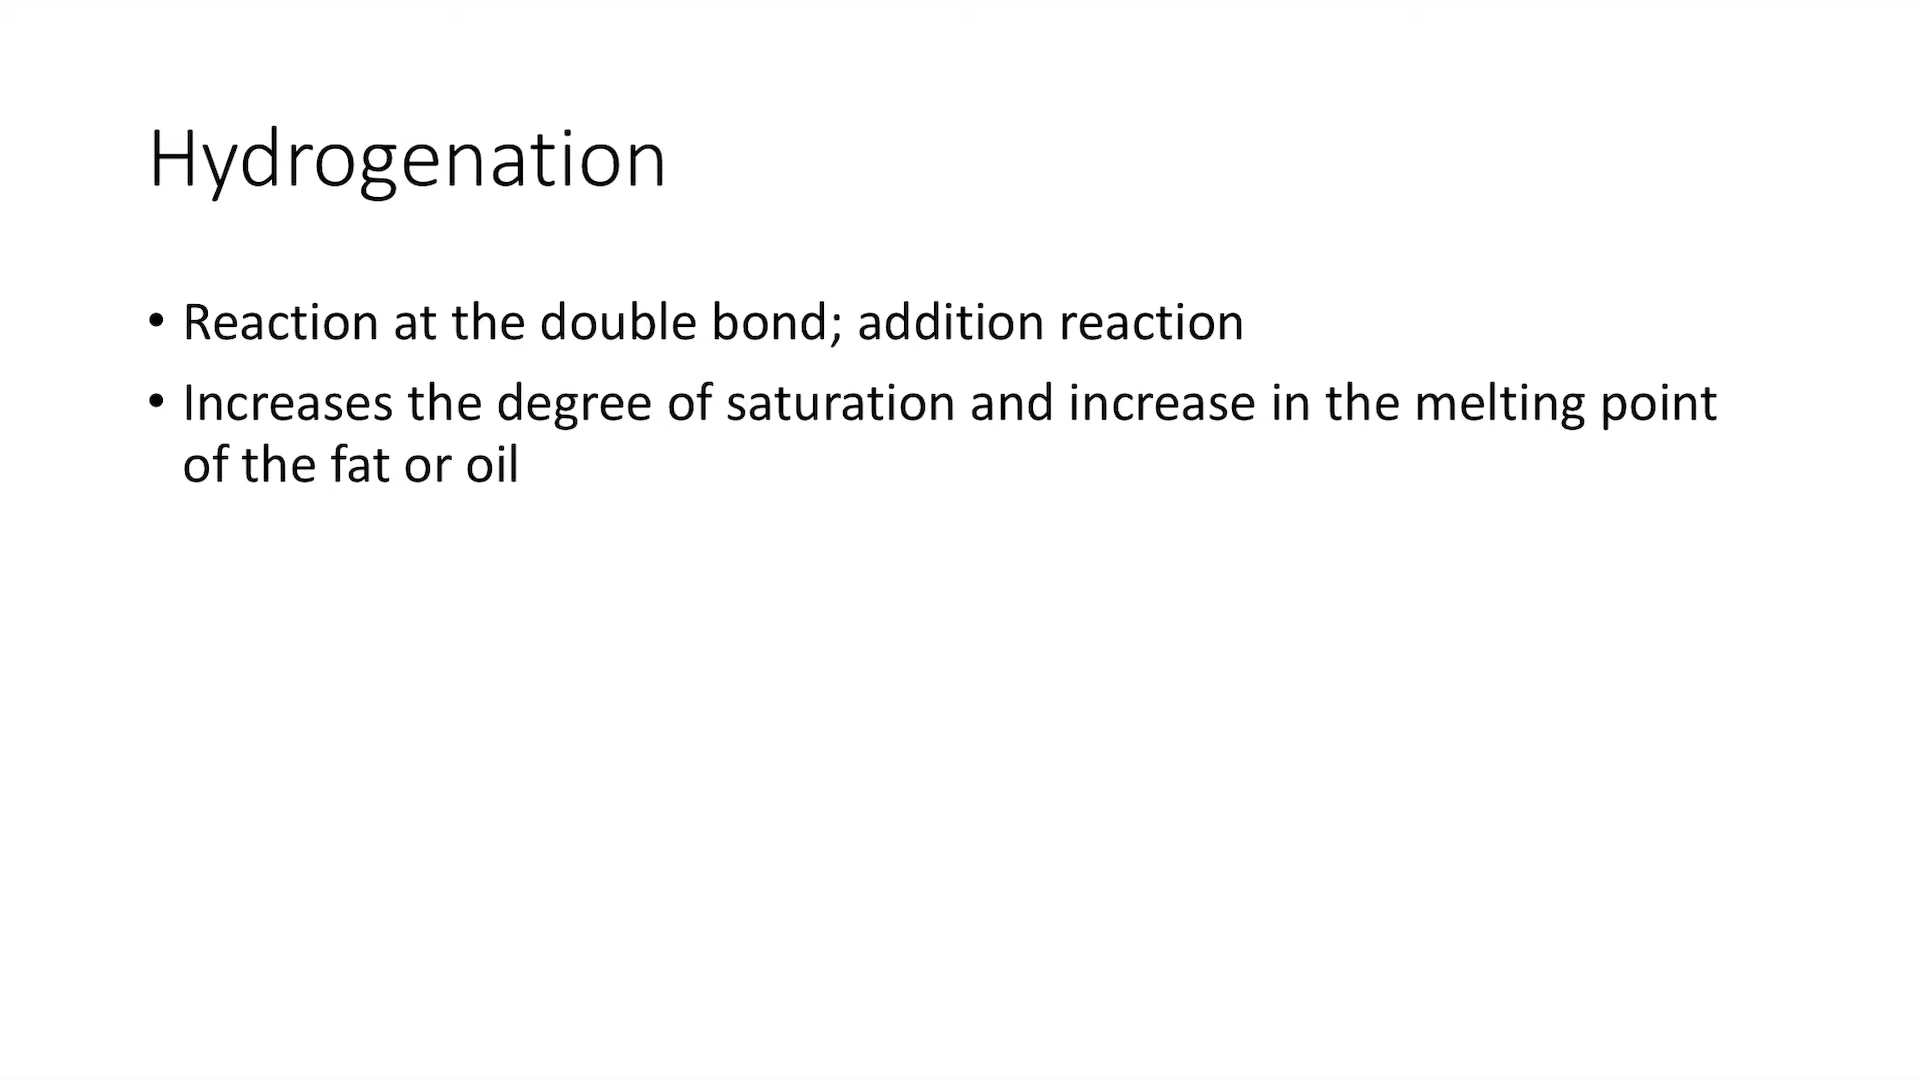 Hydrogenation
• Reaction at the double bond; addition reaction
• Increases the degree of saturation and increase in the melting point
of the fat or oil